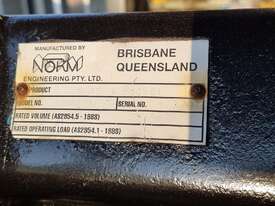 MANUFACTURED BY
NORM
ENGINEERING PTY. LTD.
BRISBANE
QUEENSLAND
PRODUCT
MODEL NO.
SERIAL NO.
RATED VOLUME (AS2954.5 - 1988)
RATED OPERATING LOAD (AS2954.1 - 1988)